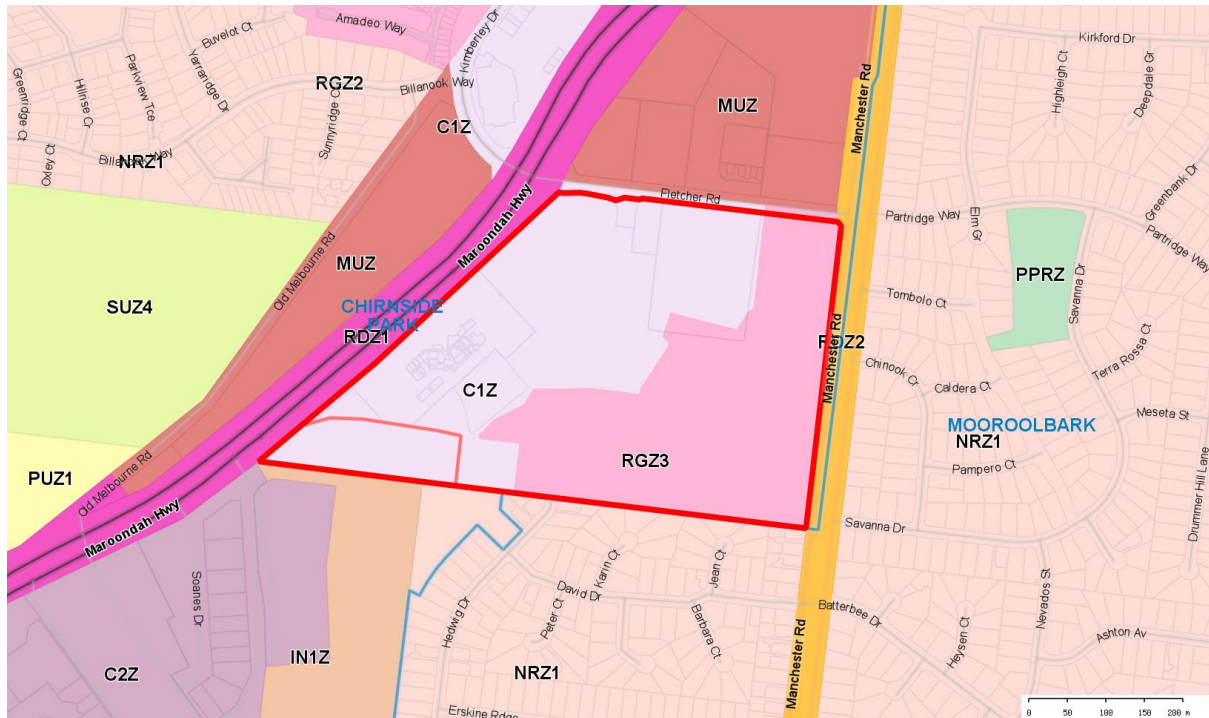 Amadeo Way
Buvelot Ct
Kimberley Dr
Kirkford Dr
Yarrandge Dr
Parkview Tce
Hillrise Cr
Greenridge Ct
RGZ2
Billanook Way
Sunnyridge Ct
C1Z
MUZ
Manchester Rd
Highleigh Ct
Deepdale Gr
Oxley Ct
Billanook Way
NRZ1
Fletcher Rd
Partridge Way
Elm Gr
Greenbank Dr
Partridge Way
Maroondah Hwy
Old Melbourne Rd
MUZ
PPRZ
Savanna Dr
SUZ4
CHIRNSIDE
PARK
RDZ1
Tombolo Ct
RDZ2
Manchester Rd
Chinook Cr
Terra Rossa Ct
Caldera Ct
C1Z
Meseta St
MOOROOLBARK
NRZ1
RGZ3
Pampero Ct
PUZ1
Old Melbourne Rd
Maroondah Hwy
Savanna Dr
Drummer Hill Lane
Soanes Dr
Hedwig Dr
David Dr
Karin Ct
Peter Ct
Jean Ct
Barbara Ct
Batterbee Dr
Nevados St
Heysen Ct
Ashton Av
IN1Z
C2Z
NRZ1
Manchester Rd
Erskine Rdge
0 50 100 150 200 m